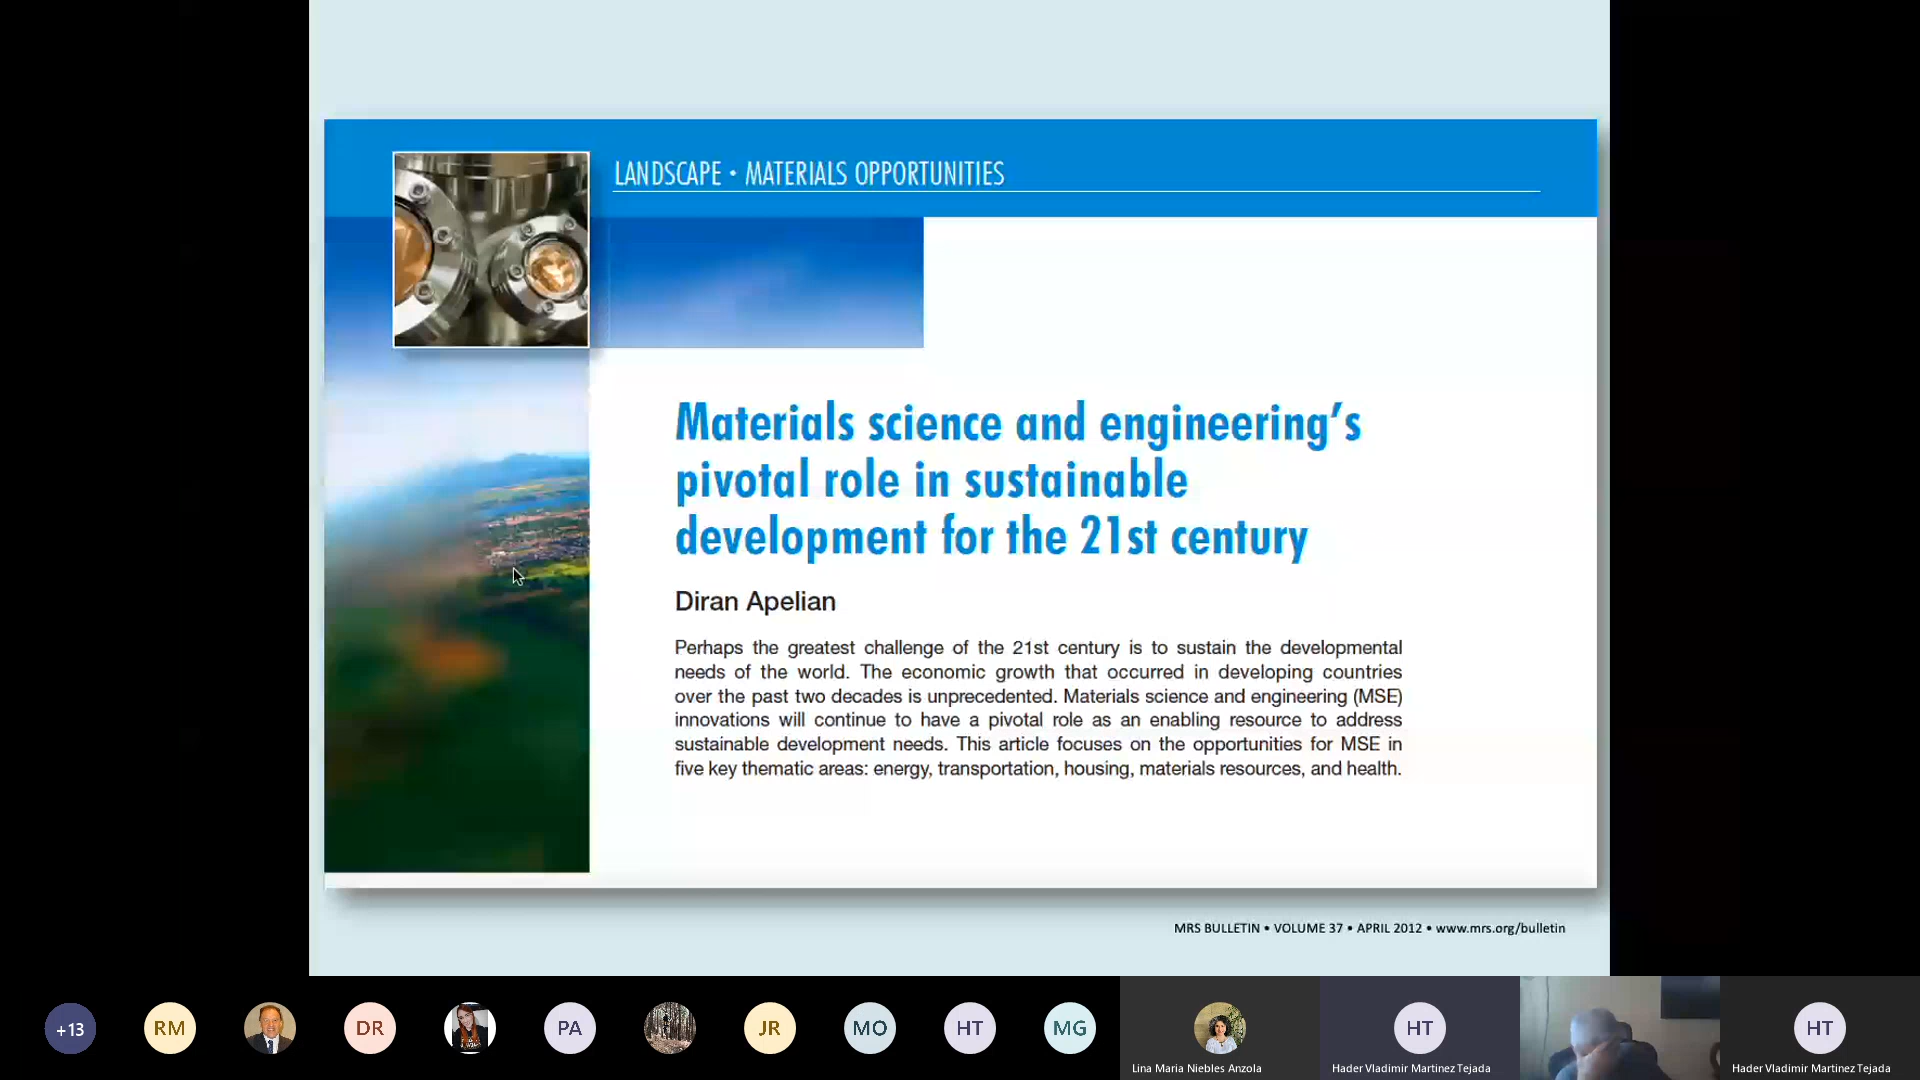 LANDSCAPE • MATERIALS OPPORTUNITIES
Materials science and engineering’s
pivotal role in sustainable
development for the 21st century
Diran Apelian
Perhaps the greatest challenge of the 21st century is to sustain the developmental
needs of the world. The economic growth that occurred in developing countries
over the past two decades is unprecedented. Materials science and engineering (MSE)
innovations will continue to have a pivotal role as an enabling resource to address
sustainable development needs. This article focuses on the opportunities for MSE in
five key thematic areas: energy, transportation, housing, materials resources, and health.
MRS BULLETIN • VOLUME 37 • APRIL 2012 • www.mrs.org/bulletin
+13
RM
DR
PA
JR
MO
HT
MG
Lina Maria Niebles Anzola
HT
Hader Vladimir Martinez Tejada
HT
Hader Vladimir Martinez Tejada